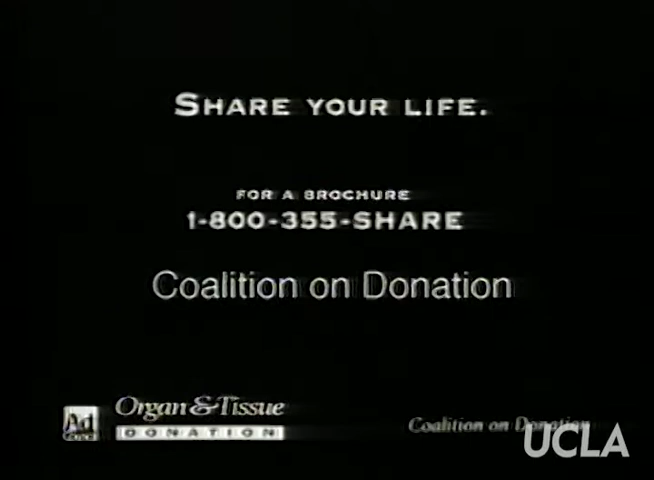 SHARE YOUR LIFE.
FOR A BROCHURE
1-800-355-SHARE
Coalition on Donation
Ad
Organ & Tissue
DONATION
Coalition on Donation
UCLA